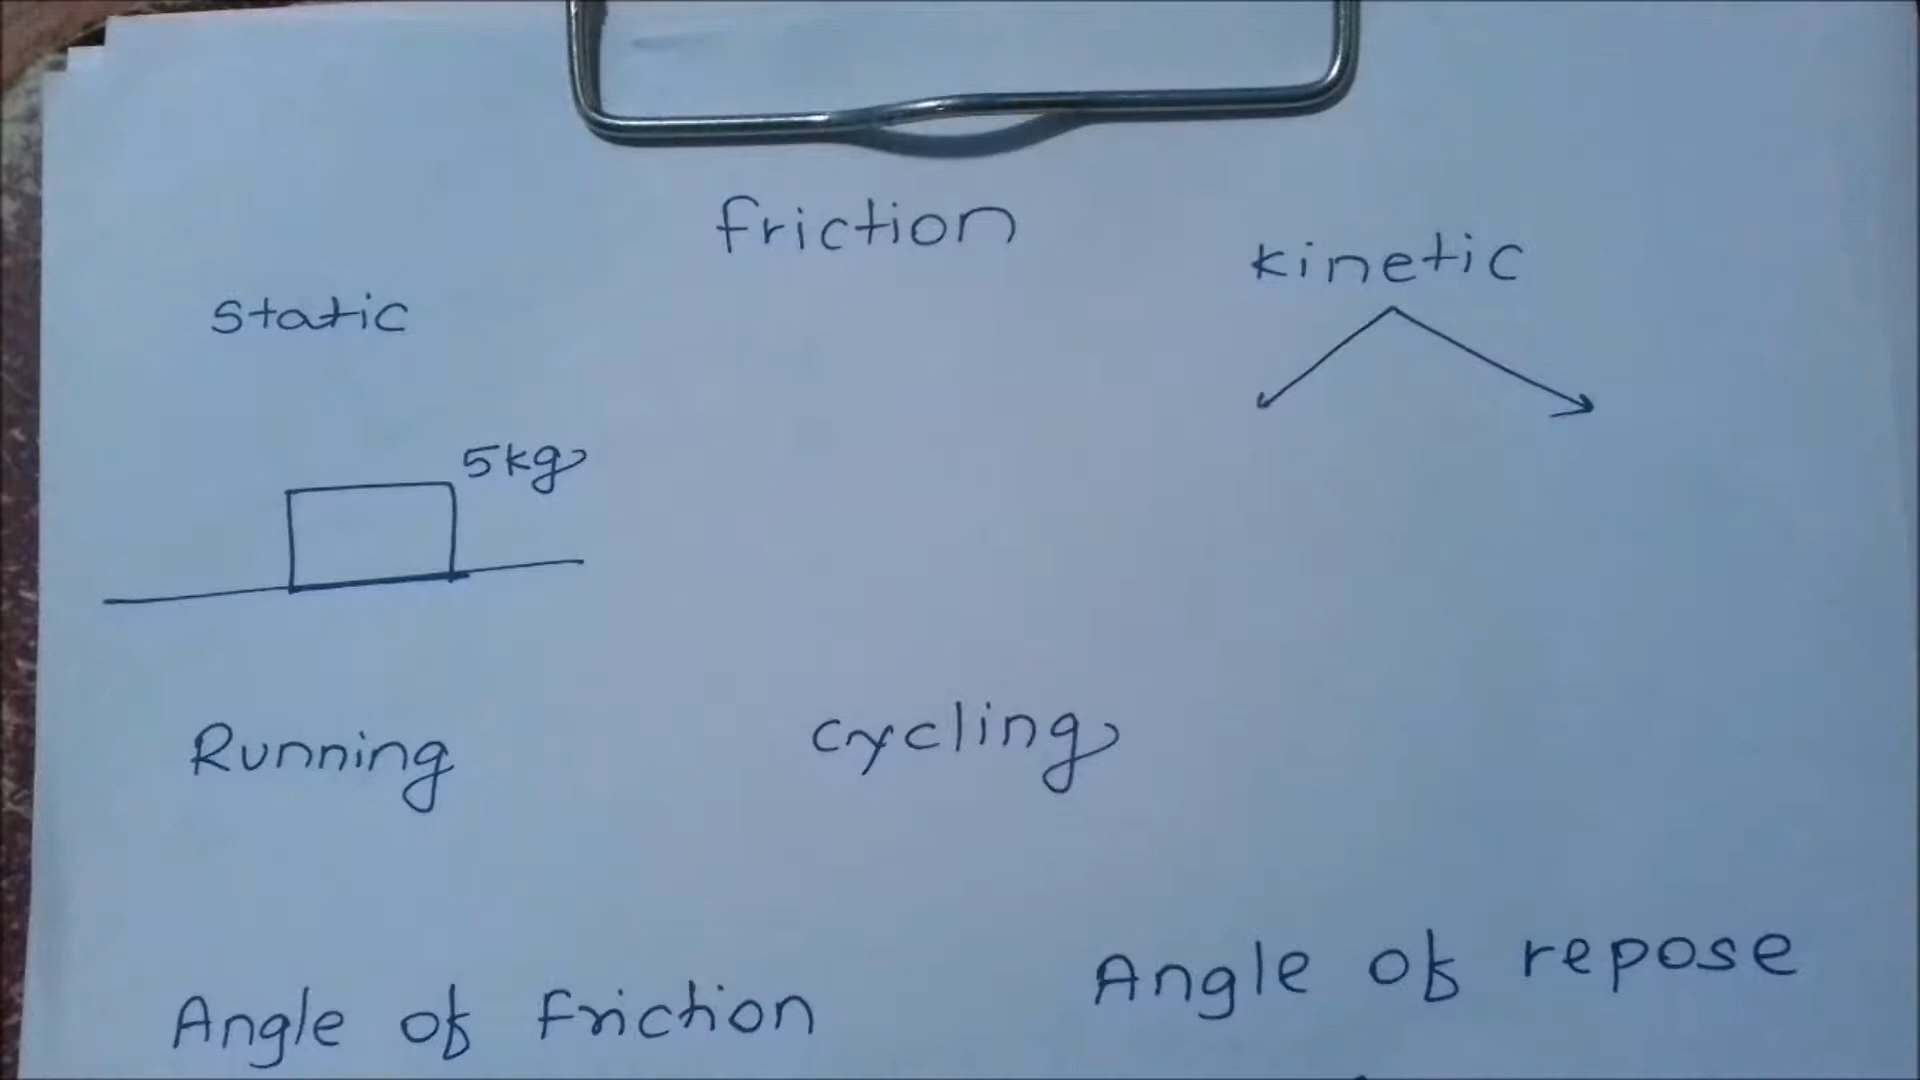 friction
kinetic
static
5kg
Running
cycling
Angle of repose
Angle of friction